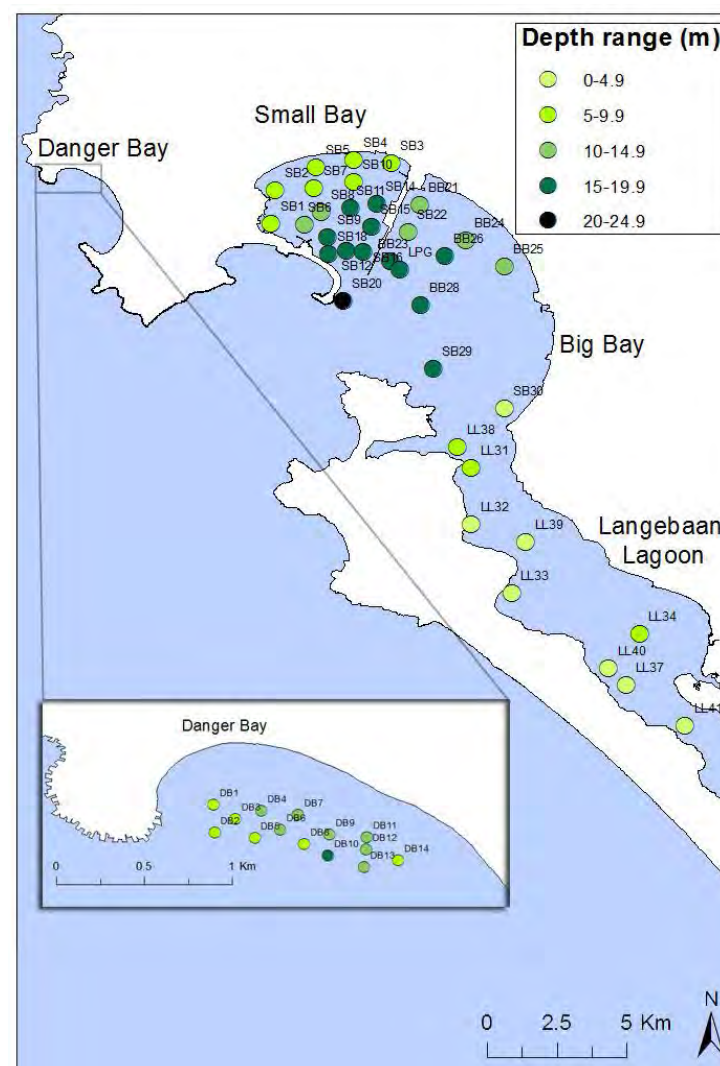 Depth range (m)
0-4.9
5-9.9
10-14.9
15-19.9
20-24.9
Small Bay
Danger Bay
SB5
SB4
SB3
SB10
SB2
SB7
SB14
BB21
SB8
SB11
SB1
SB6
SB15
SB22
SB9
BB24
SB18
BB23
LPG
BB26
BB25
SB12
SB16
SB20
BB28
Big Bay
SB29
SB30
LL38
LL31
LL32
LL39
Langebaan
Lagoon
LL33
LL34
LL40
LL37
LL41
Danger Bay
DB1
DB3
DB4
DB7
DB2
DB5
DB6
DB8
DB9
DB11
DB12
DB10
DB13
DB14
0 0.5 1 Km
N
0 2.5 5 Km